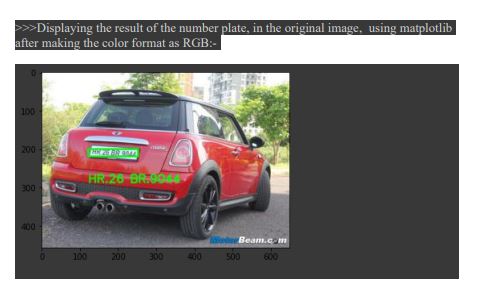 >>>Displaying the result of the number plate, in the original image, using matplotlib
after making the color format as RGB:-
0
100
200
300
400
HR.26 BR.9044
HR.26 BR.9044
MotorBeam.com
0 100 200 300 400 500 600